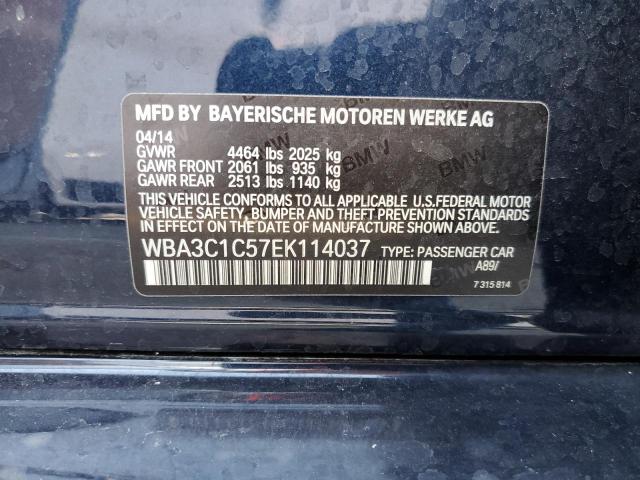 MFD BY BAYERISCHE MOTOREN WERKE AG
04/14
GVWR 4464 lbs 2025 kg
GAWR FRONT 2061 lbs 935 kg
GAWR REAR 2513 lbs 1140 kg
THIS VEHICLE CONFORMS TO ALL APPLICABLE U.S.FEDERAL MOTOR
VEHICLE SAFETY, BUMPER AND THEFT PREVENTION STANDARDS
IN EFFECT ON THE DATE OF MANUFACTURE SHOWN ABOVE.
WBA3C1C57EK114037 TYPE: PASSENGER CAR
A89/
7 315 814
BMW
BMW